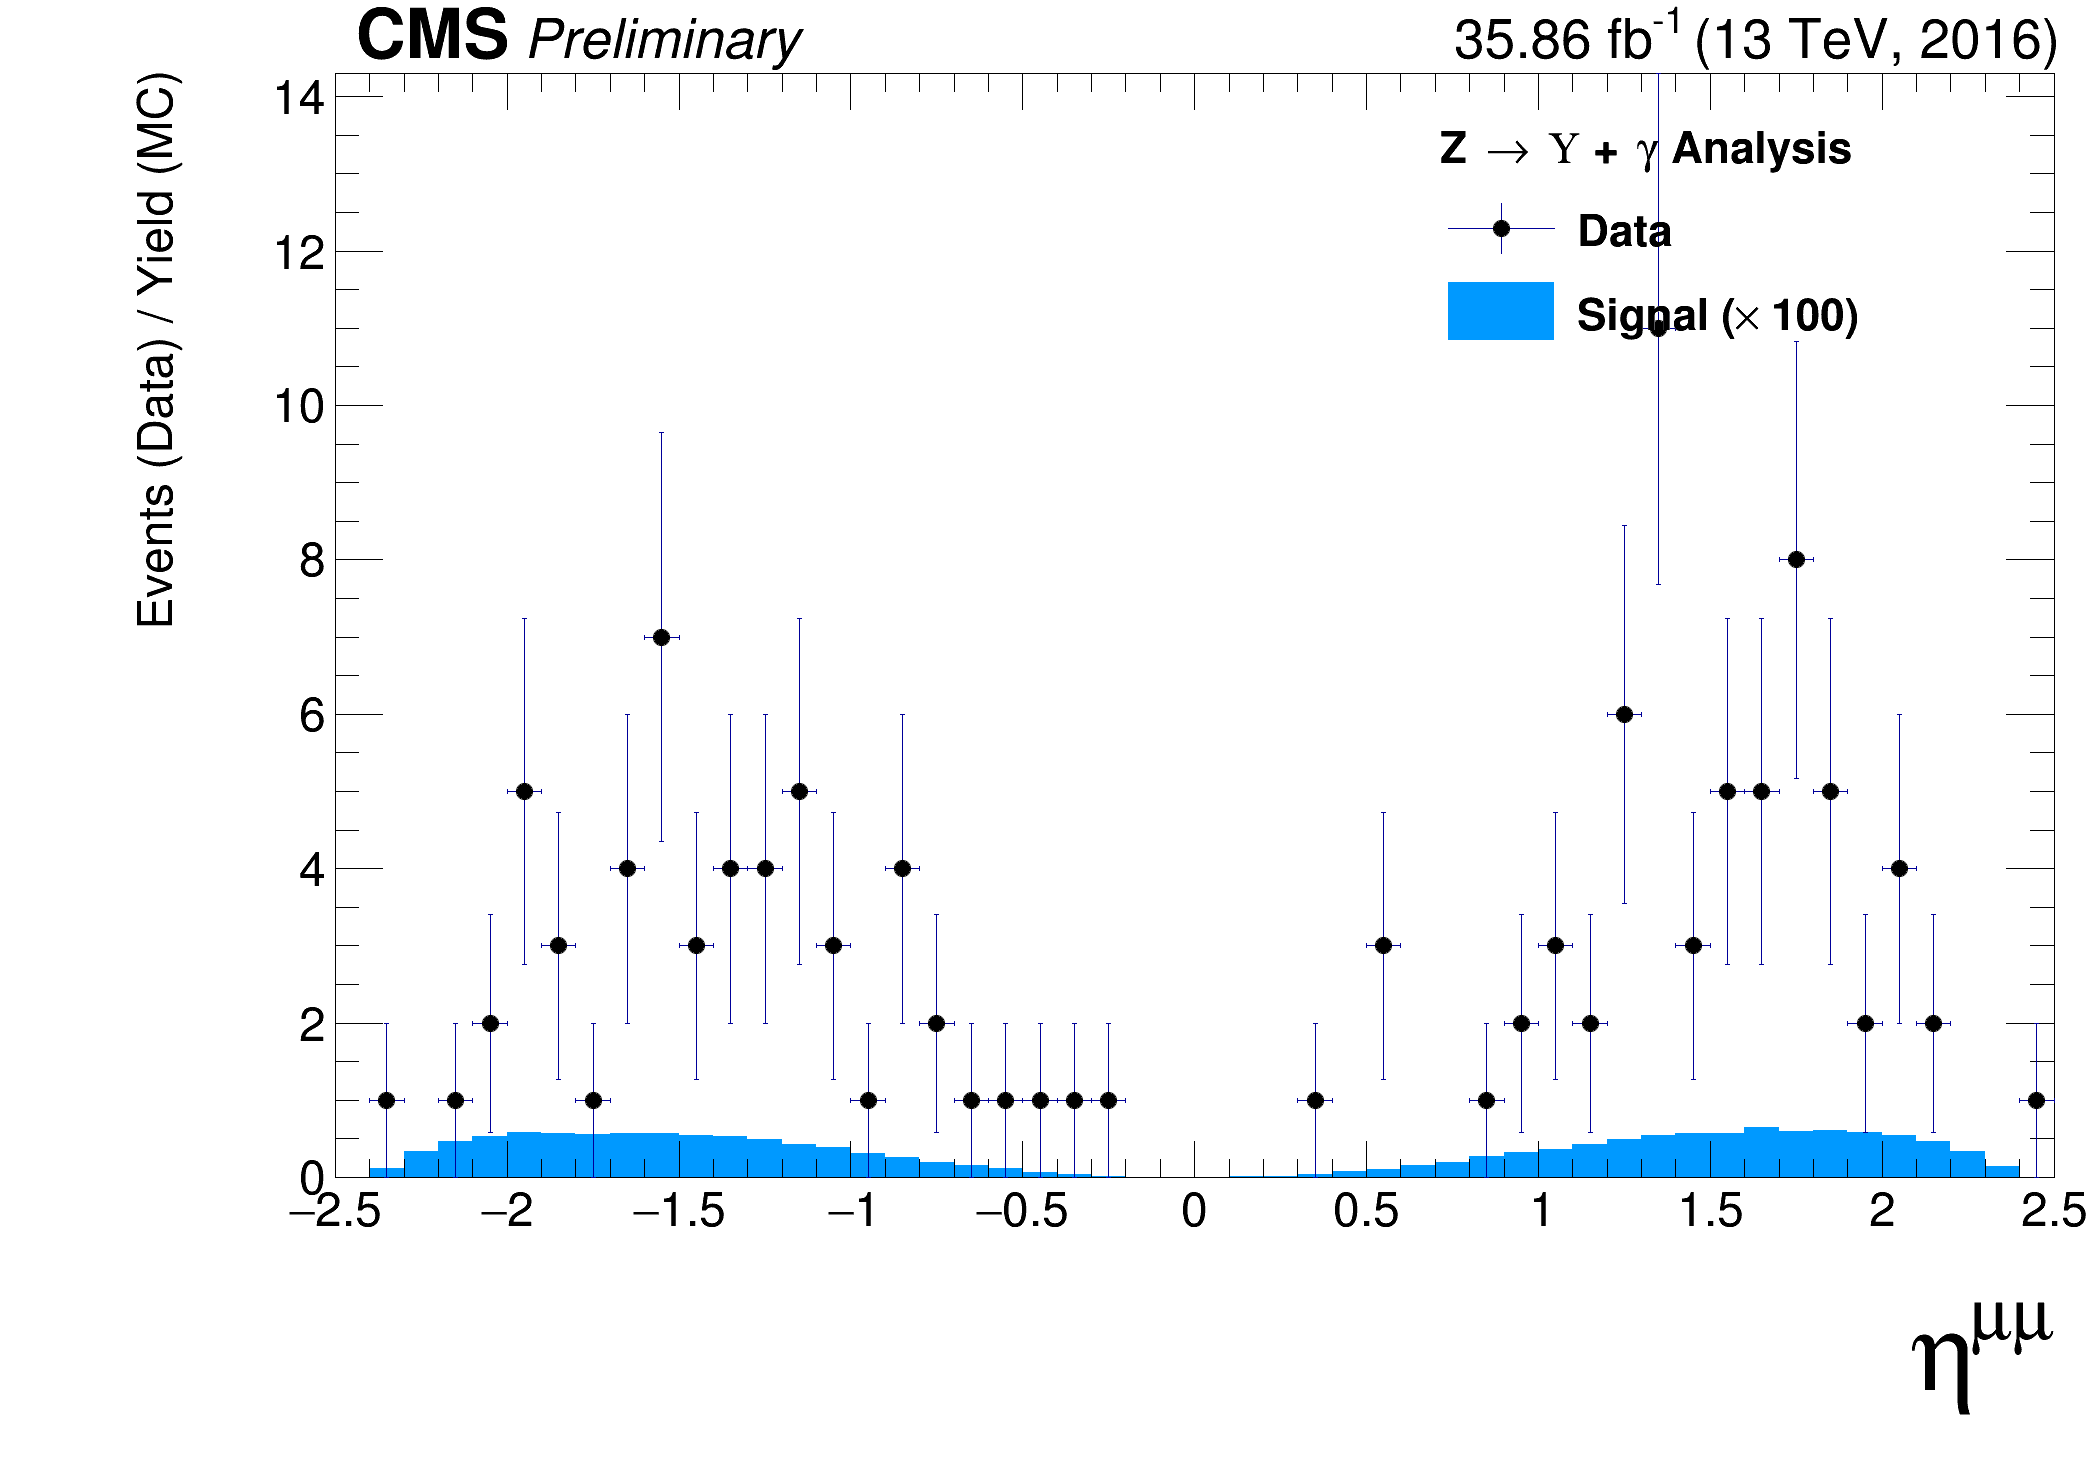 CMS Preliminary 35.86 fb⁻¹ (13 TeV, 2016)
Events (Data) / Yield (MC)
14
12
10
8
6
4
2
0
Z → ϒ + γ Analysis
Data
Signal (× 100)
−2.5 −2 −1.5 −1 −0.5 0 0.5 1 1.5 2 2.5
η^μμ